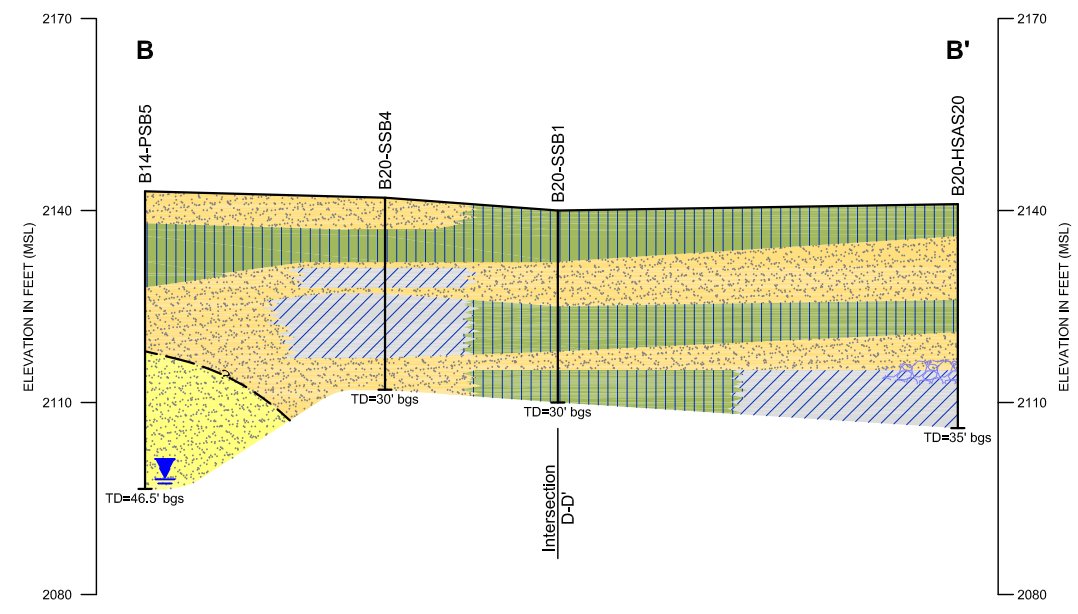 2170
2170
B
B'
B14-PSB5
B20-SSB4
B20-SSB1
B20-HSAS20
2140
2140
ELEVATION IN FEET (MSL)
ELEVATION IN FEET (MSL)
?
2110
2110
TD=30' bgs
TD=30' bgs
TD=35' bgs
TD=46.5' bgs
Intersection
D-D'
2080
2080